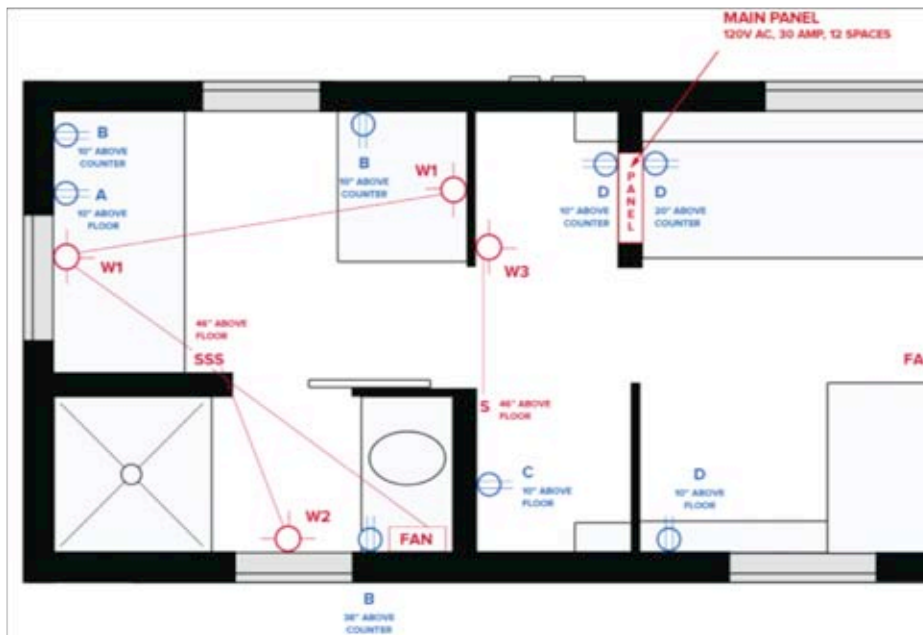 MAIN PANEL
120V AC, 30 AMP, 12 SPACES
B
10" ABOVE
COUNTER
A
10" ABOVE
FLOOR
W1
B
10" ABOVE
COUNTER
W1
W3
D
10" ABOVE
COUNTER
PANEL
D
20" ABOVE
COUNTER
46" ABOVE
FLOOR
SSS
S
46" ABOVE
FLOOR
FA
C
10" ABOVE
FLOOR
D
10" ABOVE
FLOOR
W2
FAN
B
COUNTER